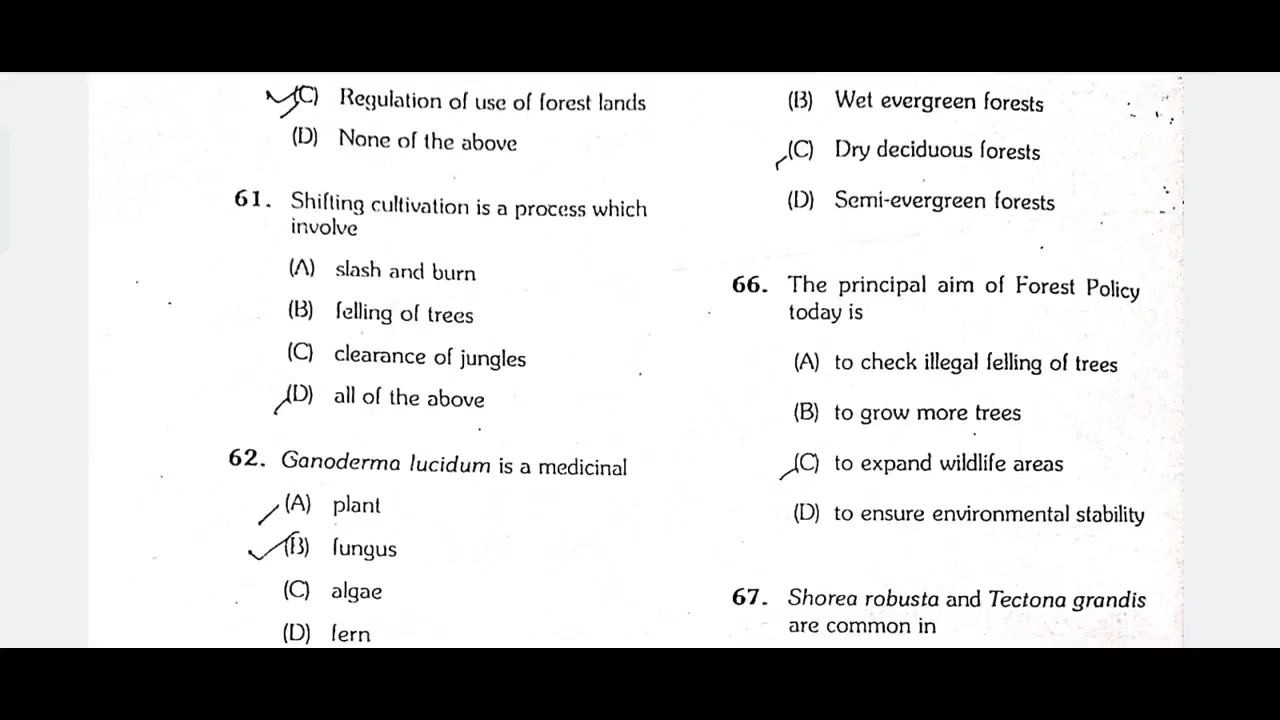 (C) Regulation of use of forest lands
(D) None of the above
61. Shifting cultivation is a process which
involve
(A) slash and burn
(B) felling of trees
(C) clearance of jungles
(D) all of the above
62. Ganoderma lucidum is a medicinal
(A) plant
(B) fungus
(C) algae
(D) fern
(B) Wet evergreen forests
(C) Dry deciduous forests
(D) Semi-evergreen forests
66. The principal aim of Forest Policy
today is
(A) to check illegal felling of trees
(B) to grow more trees
(C) to expand wildlife areas
(D) to ensure environmental stability
67. Shorea robusta and Tectona grandis
are common in